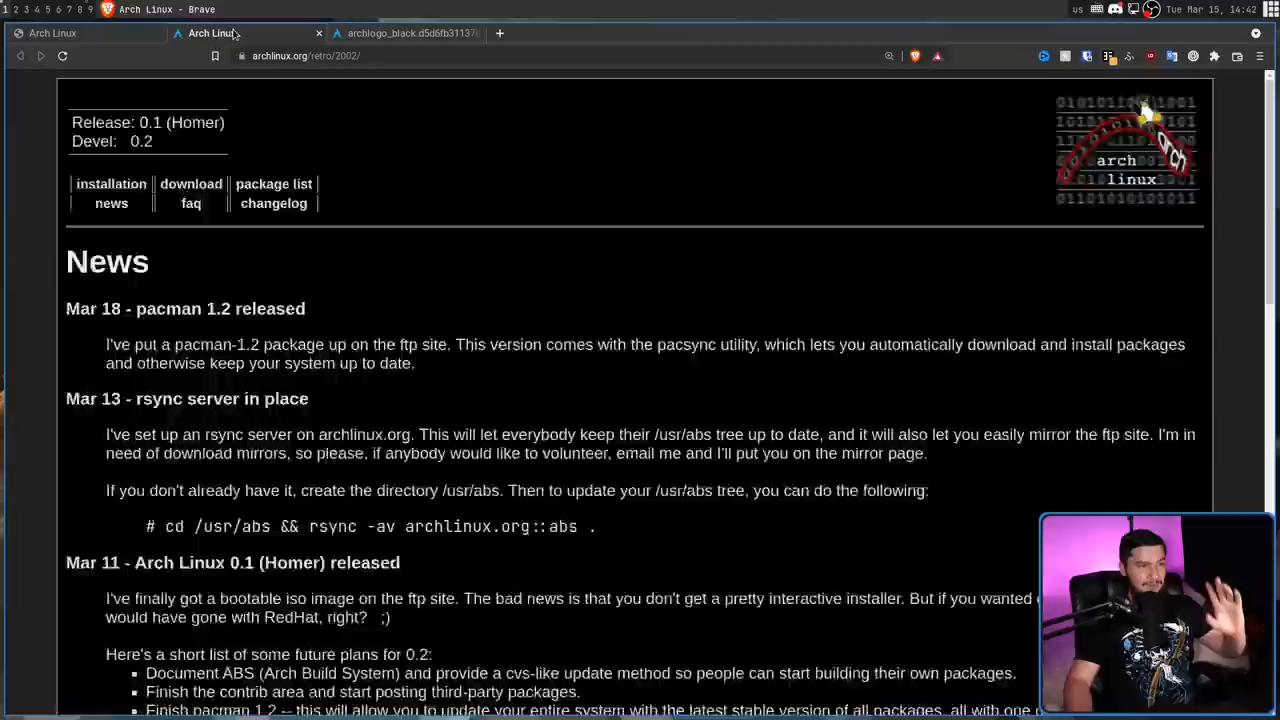 1 2 3 4 5 6 7 8 9 Arch Linux - Brave
us Tue Mar 15, 14:42
Arch Linux
Arch Linux
archlogo_black.d5d6fb31137
archlinux.org/retro/2002/
Release: 0.1 (Homer)
Devel: 0.2
installation download package list
news faq changelog
arch
arch
linux
011010101011
News
Mar 18 - pacman 1.2 released
I've put a pacman-1.2 package up on the ftp site. This version comes with the pacsync utility, which lets you automatically download and install packages
and otherwise keep your system up to date.
Mar 13 - rsync server in place
I've set up an rsync server on archlinux.org. This will let everybody keep their /usr/abs tree up to date, and it will also let you easily mirror the ftp site. I'm in
need of download mirrors, so please, if anybody would like to volunteer, email me and I'll put you on the mirror page.
If you don't already have it, create the directory /usr/abs. Then to update your /usr/abs tree, you can do the following:
# cd /usr/abs && rsync -av archlinux.org::abs .
Mar 11 - Arch Linux 0.1 (Homer) released
I've finally got a bootable iso image on the ftp site. The bad news is that you don't get a pretty interactive installer. But if you wanted
would have gone with RedHat, right? ;)
Here's a short list of some future plans for 0.2:
Document ABS (Arch Build System) and provide a cvs-like update method so people can start building their own packages.
Finish the contrib area and start posting third-party packages.
Finish pacman 1.2 -- this will allow you to update your entire system with the latest stable version of all packages, all with one